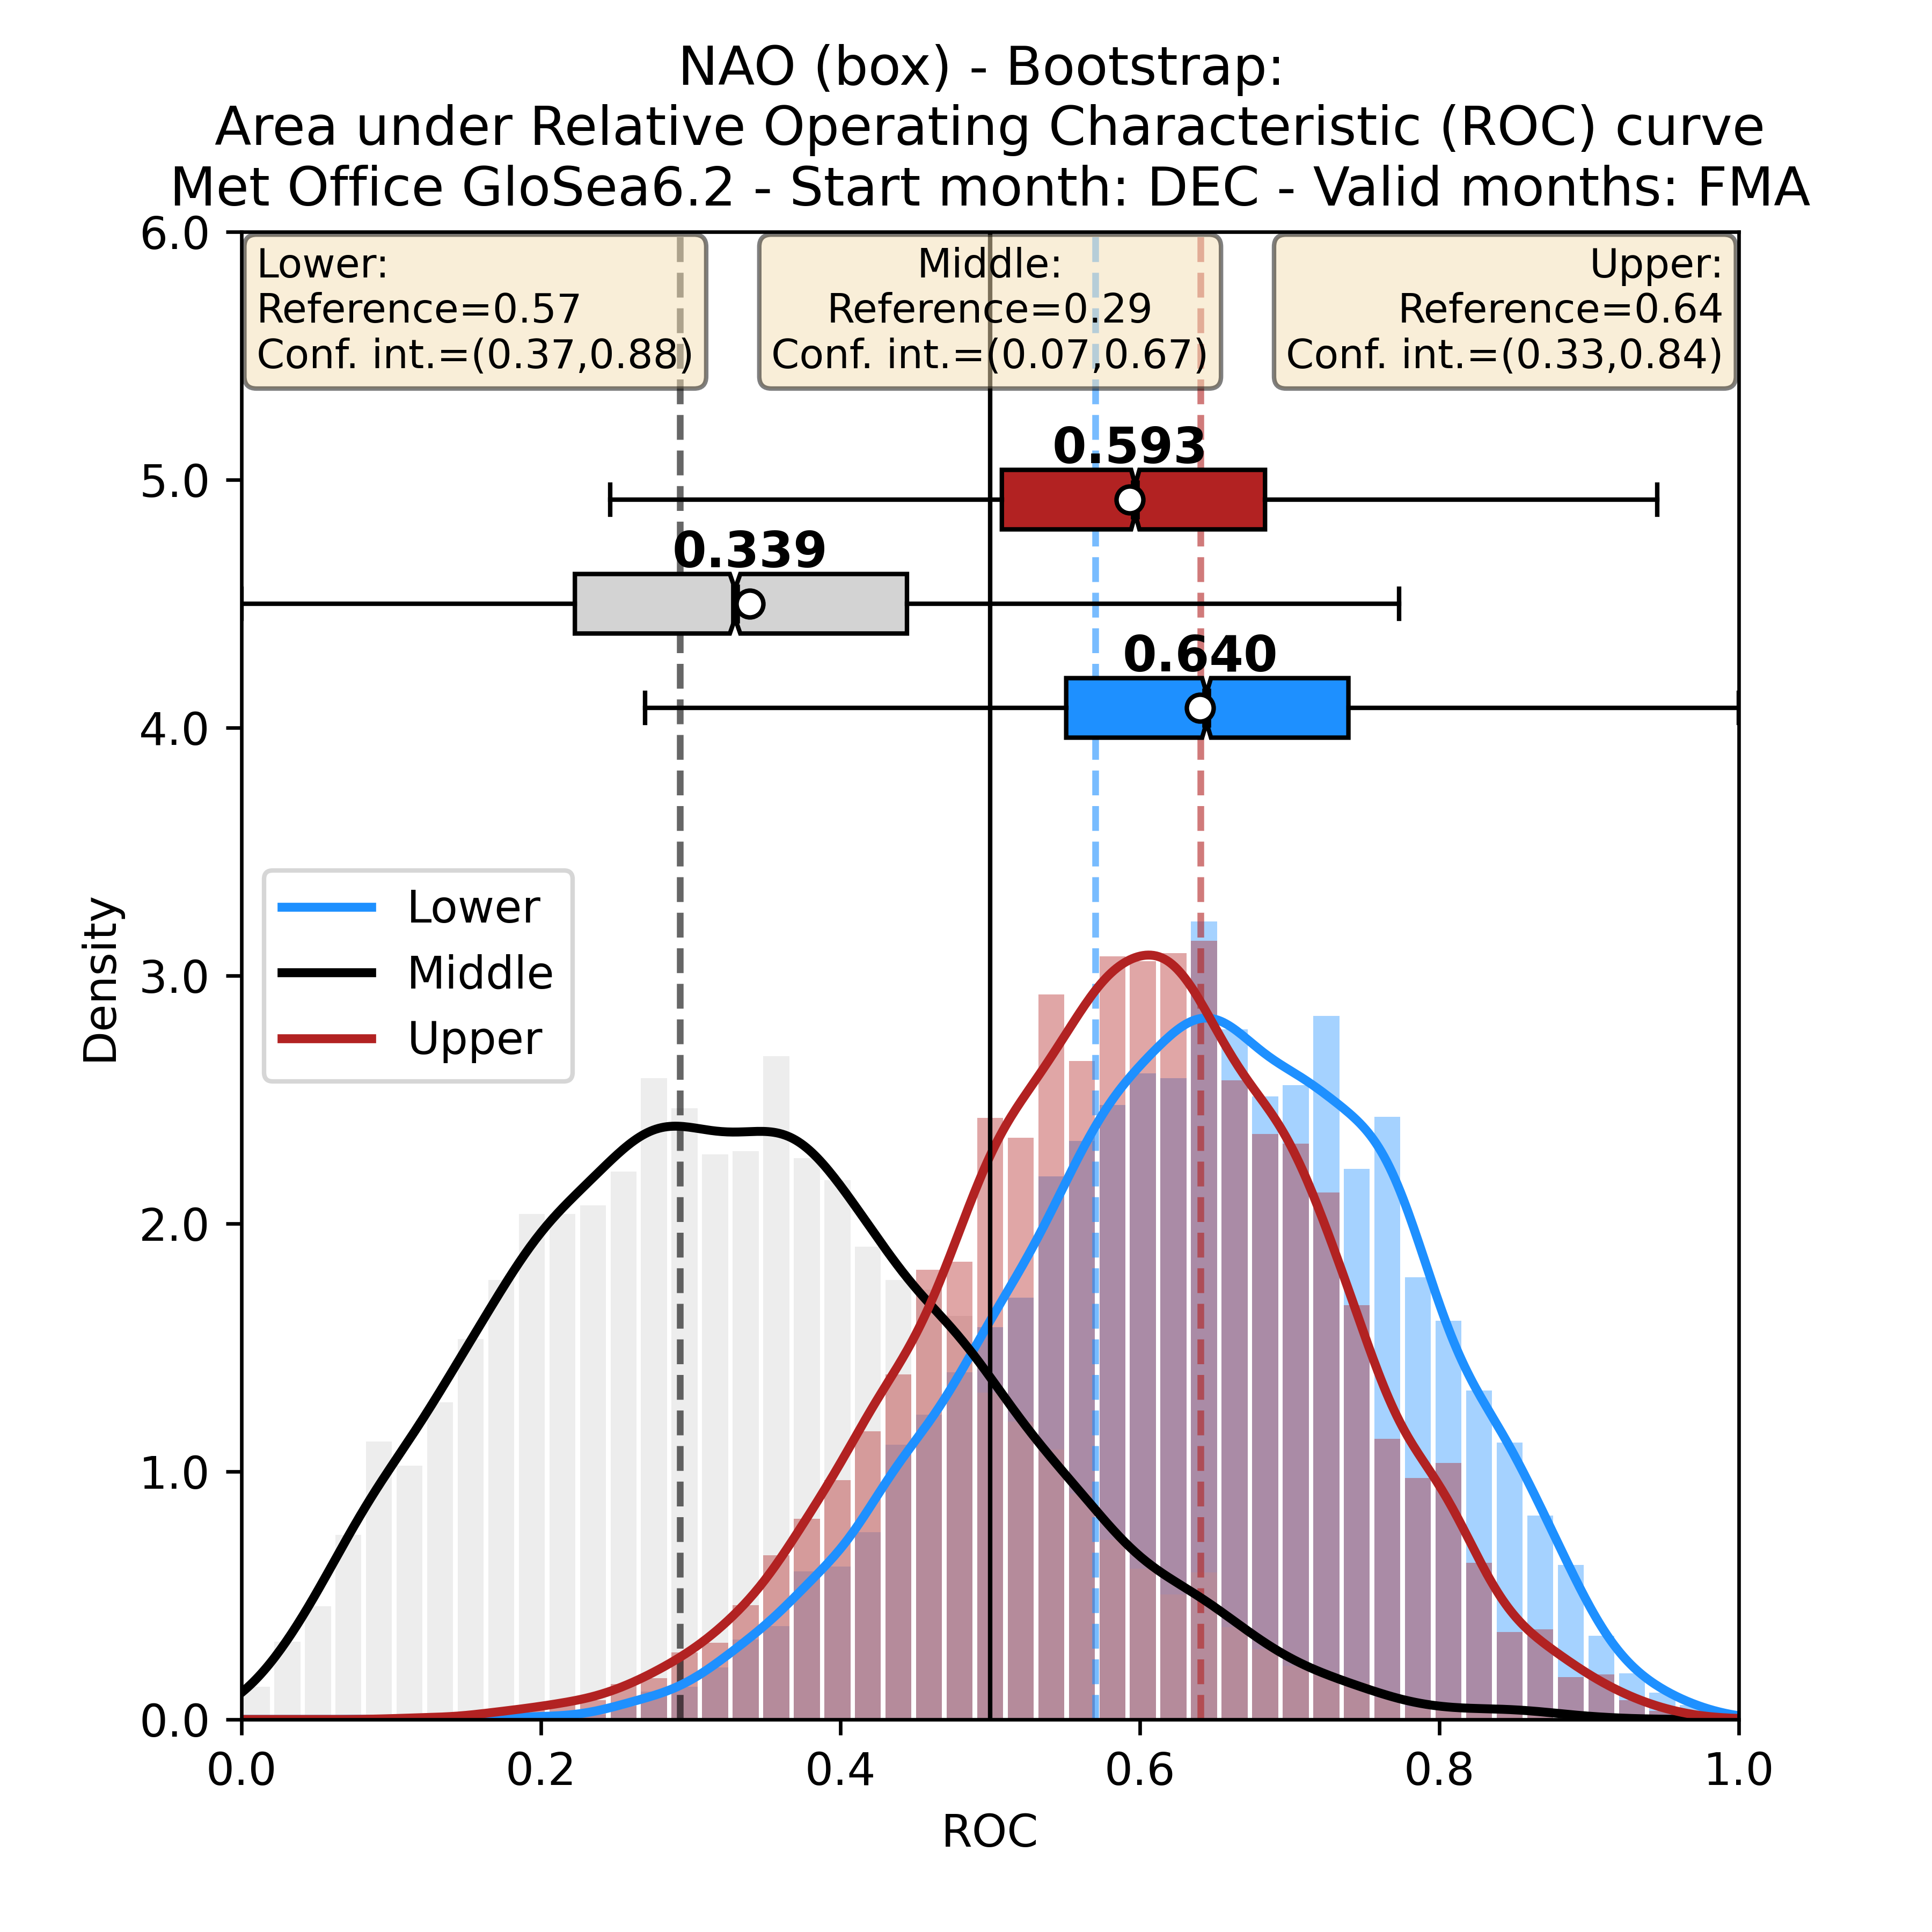 NAO (box) - Bootstrap:
Area under Relative Operating Characteristic (ROC) curve
Met Office GloSea6.2 - Start month: DEC - Valid months: FMA
Lower:
Reference=0.57
Conf. int.=(0.37,0.88)
Middle:
Reference=0.29
Conf. int.=(0.07,0.67)
Upper:
Reference=0.64
Conf. int.=(0.33,0.84)
0.593
0.339
0.640
Lower
Middle
Upper
Density
6.0
5.0
4.0
3.0
2.0
1.0
0.0
0.0 0.2 0.4 0.6 0.8 1.0
ROC